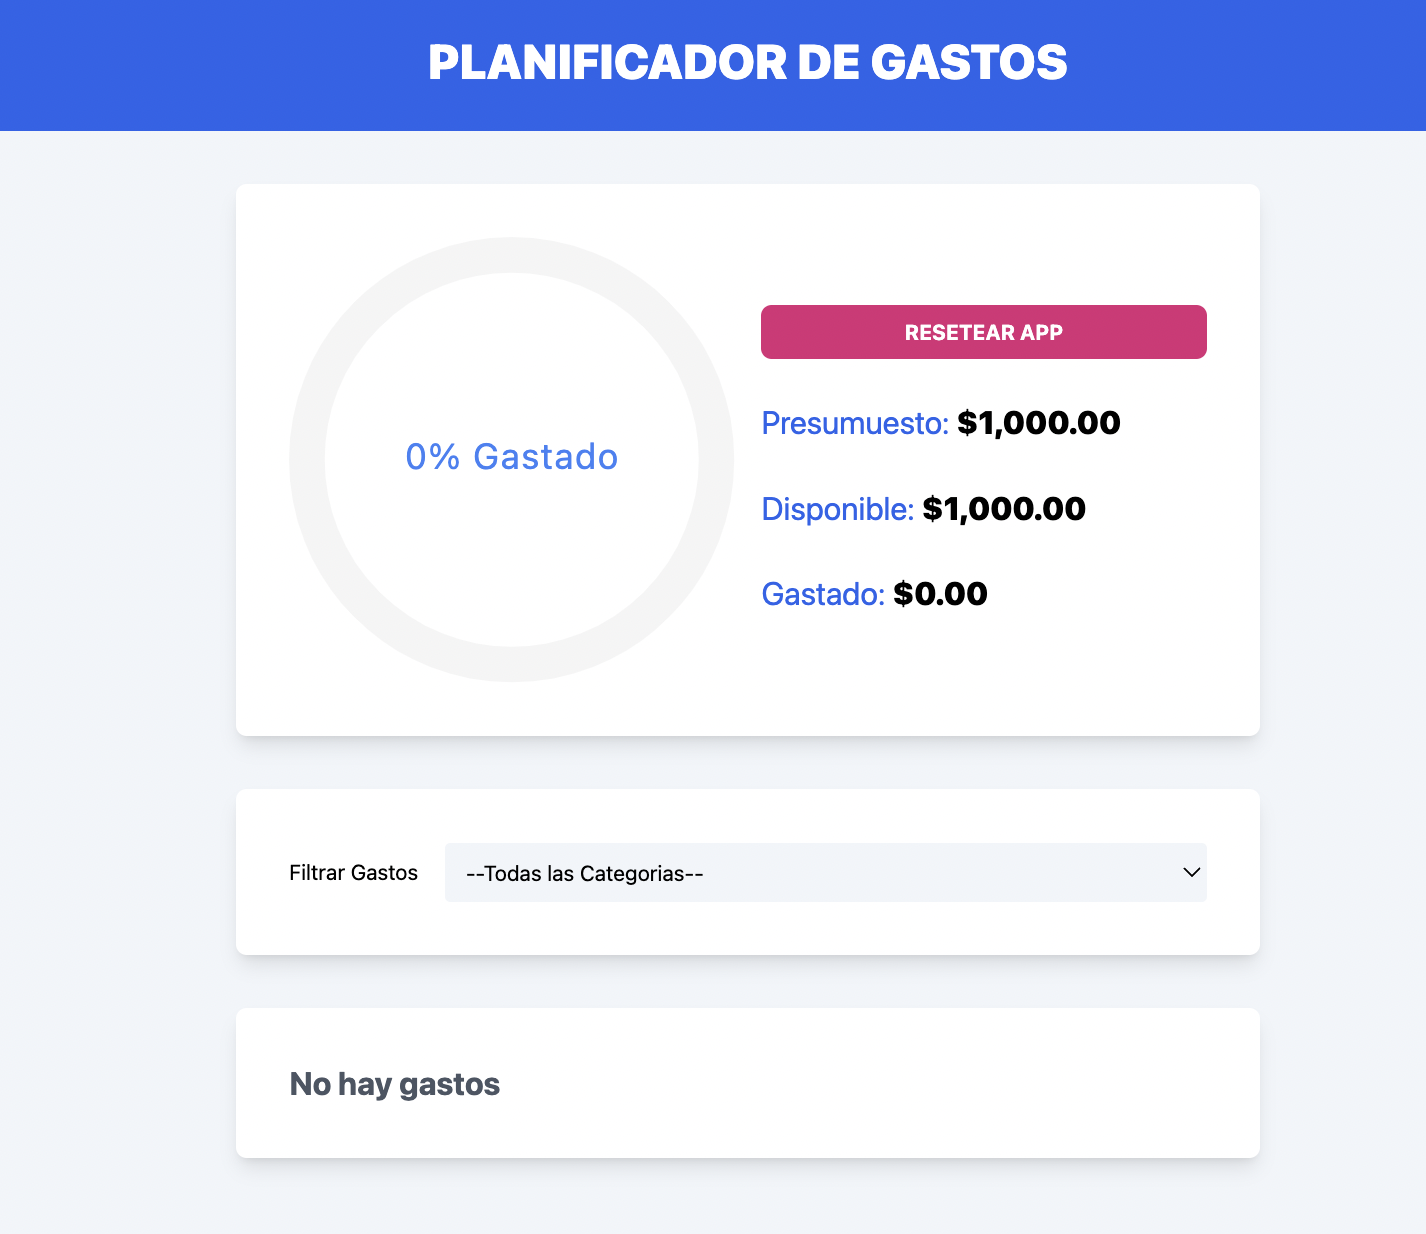 PLANIFICADOR DE GASTOS
0% Gastado
RESETEAR APP
Presumuesto: $1,000.00
Disponible: $1,000.00
Gastado: $0.00
Filtrar Gastos
--Todas las Categorias--
No hay gastos